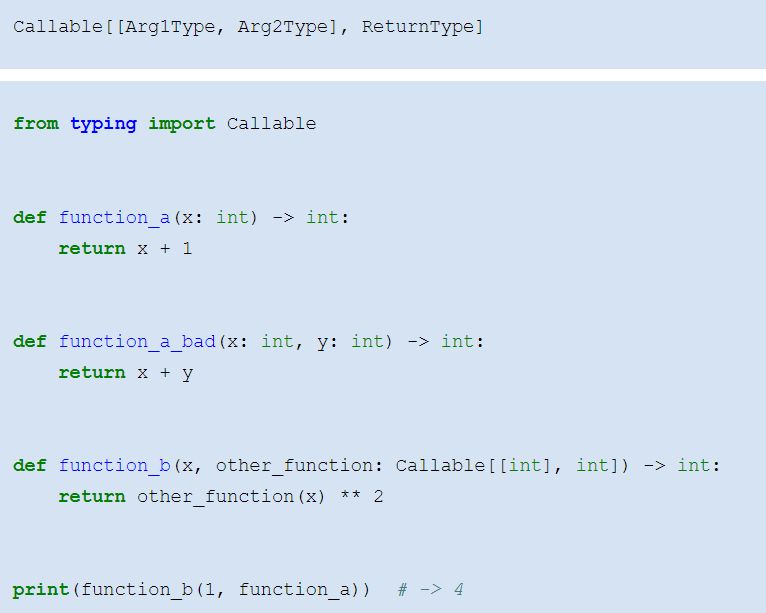 Callable[[Arg1Type, Arg2Type], ReturnType]
from typing import Callable
def function_a(x: int) -> int:
    return x + 1
def function_a_bad(x: int, y: int) -> int:
    return x + y
def function_b(x, other_function: Callable[[int], int]) -> int:
    return other_function(x) ** 2
print(function_b(1, function_a))  # -> 4